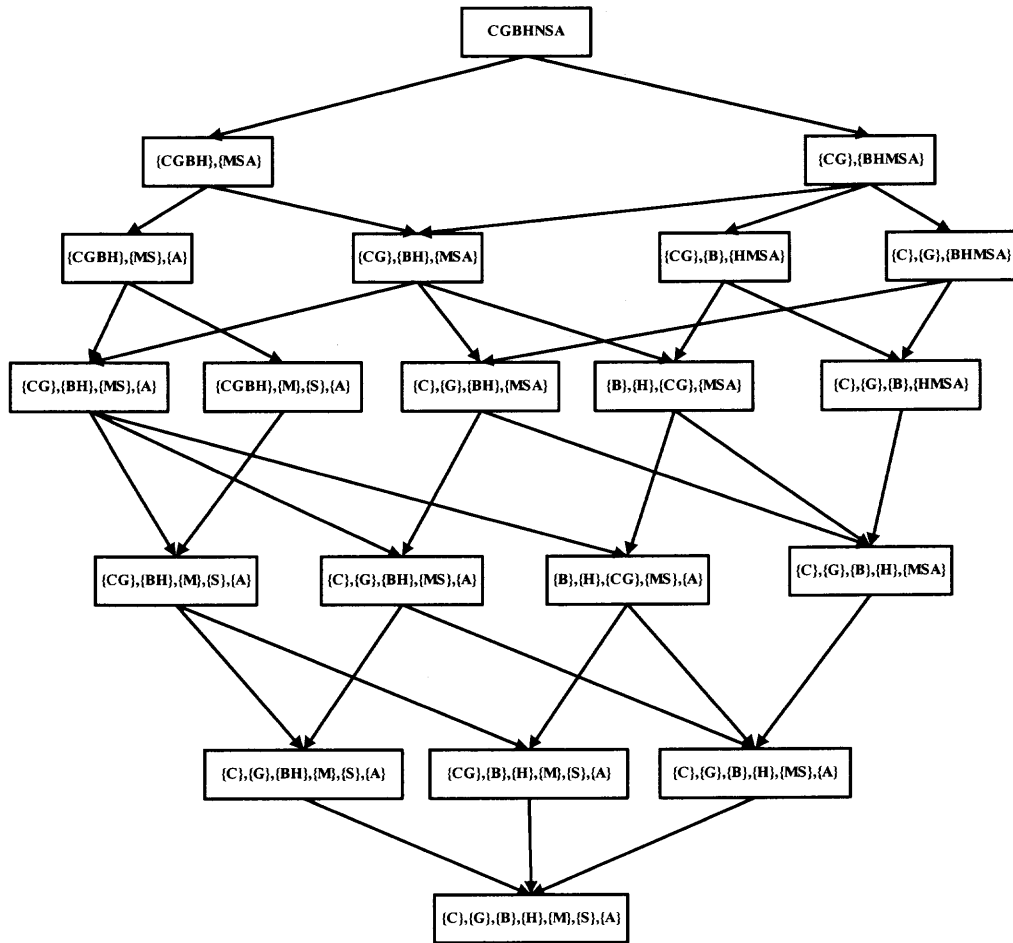 CGBHNSA
{CGBH},{MSA}
{CG},{BHMSA}
{CGBH},{MS},{A}
{CG},{BH},{MSA}
{CG},{B},{HMSA}
{C},{G},{BHMSA}
{CG},{BH},{MS},{A}
{CGBH},{M},{S},{A}
{C},{G},{BH},{MSA}
{B},{H},{CG},{MSA}
{C},{G},{B},{HMSA}
{CG},{BH},{M},{S},{A}
{C},{G},{BH},{MS},{A}
{B},{H},{CG},{MS},{A}
{C},{G},{B},{H},{MSA}
{C},{G},{BH},{M},{S},{A}
{CG},{B},{H},{M},{S},{A}
{C},{G},{B},{H},{MS},{A}
{C},{G},{B},{H},{M},{S},{A}